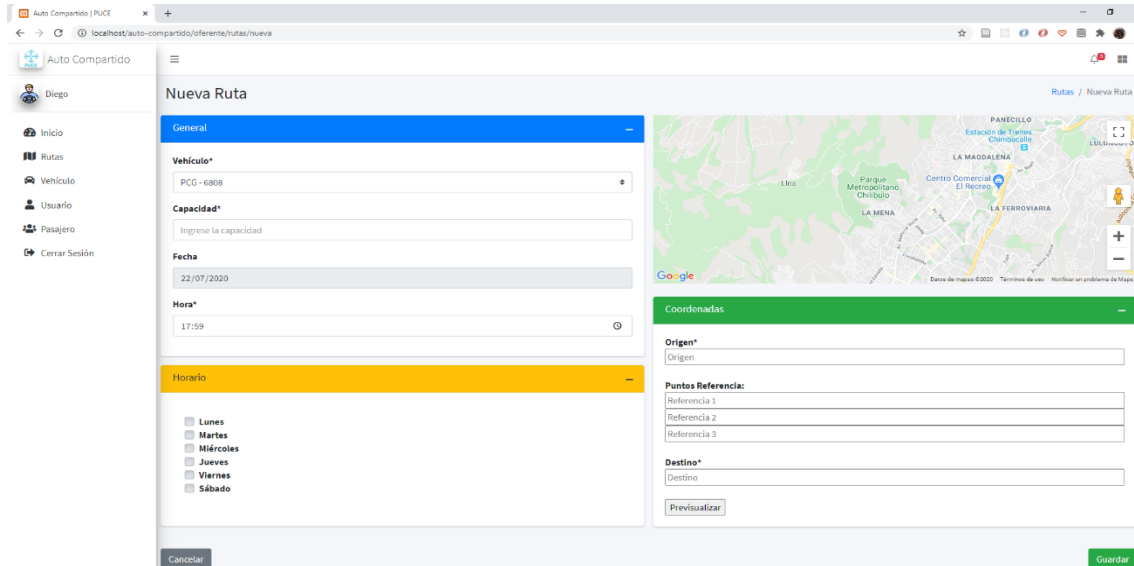 Auto Compartido | PUCE
localhost/auto-compartido/oferente/rutas/nueva
Auto Compartido
Diego
Inicio
Rutas
Vehículo
Usuario
Pasajero
Cerrar Sesión
Nueva Ruta
Rutas / Nueva Ruta
General
Vehículo*
PCG - 6808
Capacidad*
Ingrese la capacidad
Fecha
22/07/2020
Hora*
17:59
Horario
Lunes
Martes
Miércoles
Jueves
Viernes
Sábado
PANECILLO
Estación de Trenes
Chimbacalle
LA MAGDALENA
Lloa
Parque
Metropolitano
Chilibulo
Centro Comercial
El Recreo
LA MENA
LA FERROVIARIA
Google
Datos de mapas ©2020 Términos de uso Notificar un problema de Maps
Coordenadas
Origen*
Origen
Puntos Referencia:
Referencia 1
Referencia 2
Referencia 3
Destino*
Destino
Previsualizar
Cancelar
Guardar